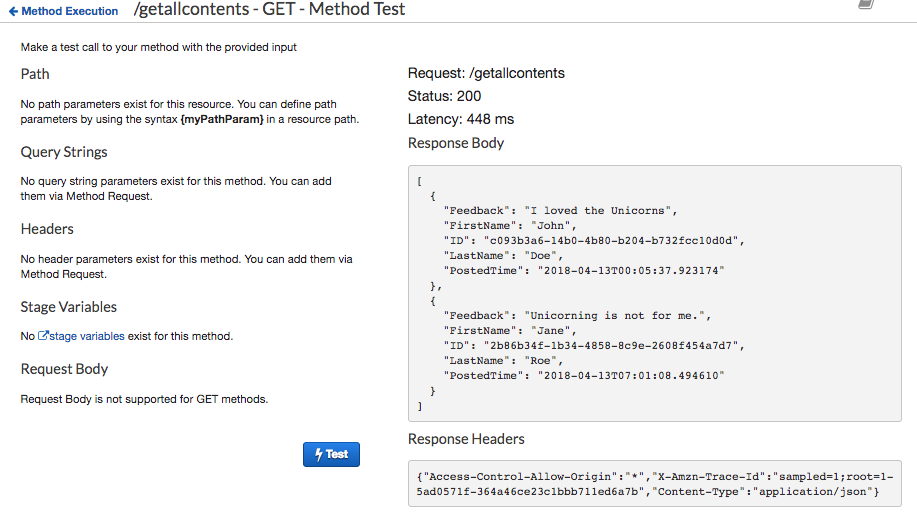 Method Execution /getallcontents - GET - Method Test
Make a test call to your method with the provided input
Path
No path parameters exist for this resource. You can define path
parameters by using the syntax {myPathParam} in a resource path.
Query Strings
No query string parameters exist for this method. You can add
them via Method Request.
Headers
No header parameters exist for this method. You can add them via
Method Request.
Stage Variables
No stage variables exist for this method.
Request Body
Request Body is not supported for GET methods.
Test
Request: /getallcontents
Status: 200
Latency: 448 ms
Response Body
[
  {
    "Feedback": "I loved the Unicorns",
    "FirstName": "John",
    "ID": "c093b3a6-14b0-4b80-b204-b732fcc10d0d",
    "LastName": "Doe",
    "PostedTime": "2018-04-13T00:05:37.923174"
  },
  {
    "Feedback": "Unicorning is not for me.",
    "FirstName": "Jane",
    "ID": "2b86b34f-1b34-4858-8c9e-2608f454a7d7",
    "LastName": "Roe",
    "PostedTime": "2018-04-13T07:01:08.494610"
  }
]
Response Headers
{"Access-Control-Allow-Origin":"*","X-Amzn-Trace-Id":"sampled=1;root=1-
5ad0571f-364a46ce23c1bbb711ed6a7b","Content-Type":"application/json"}